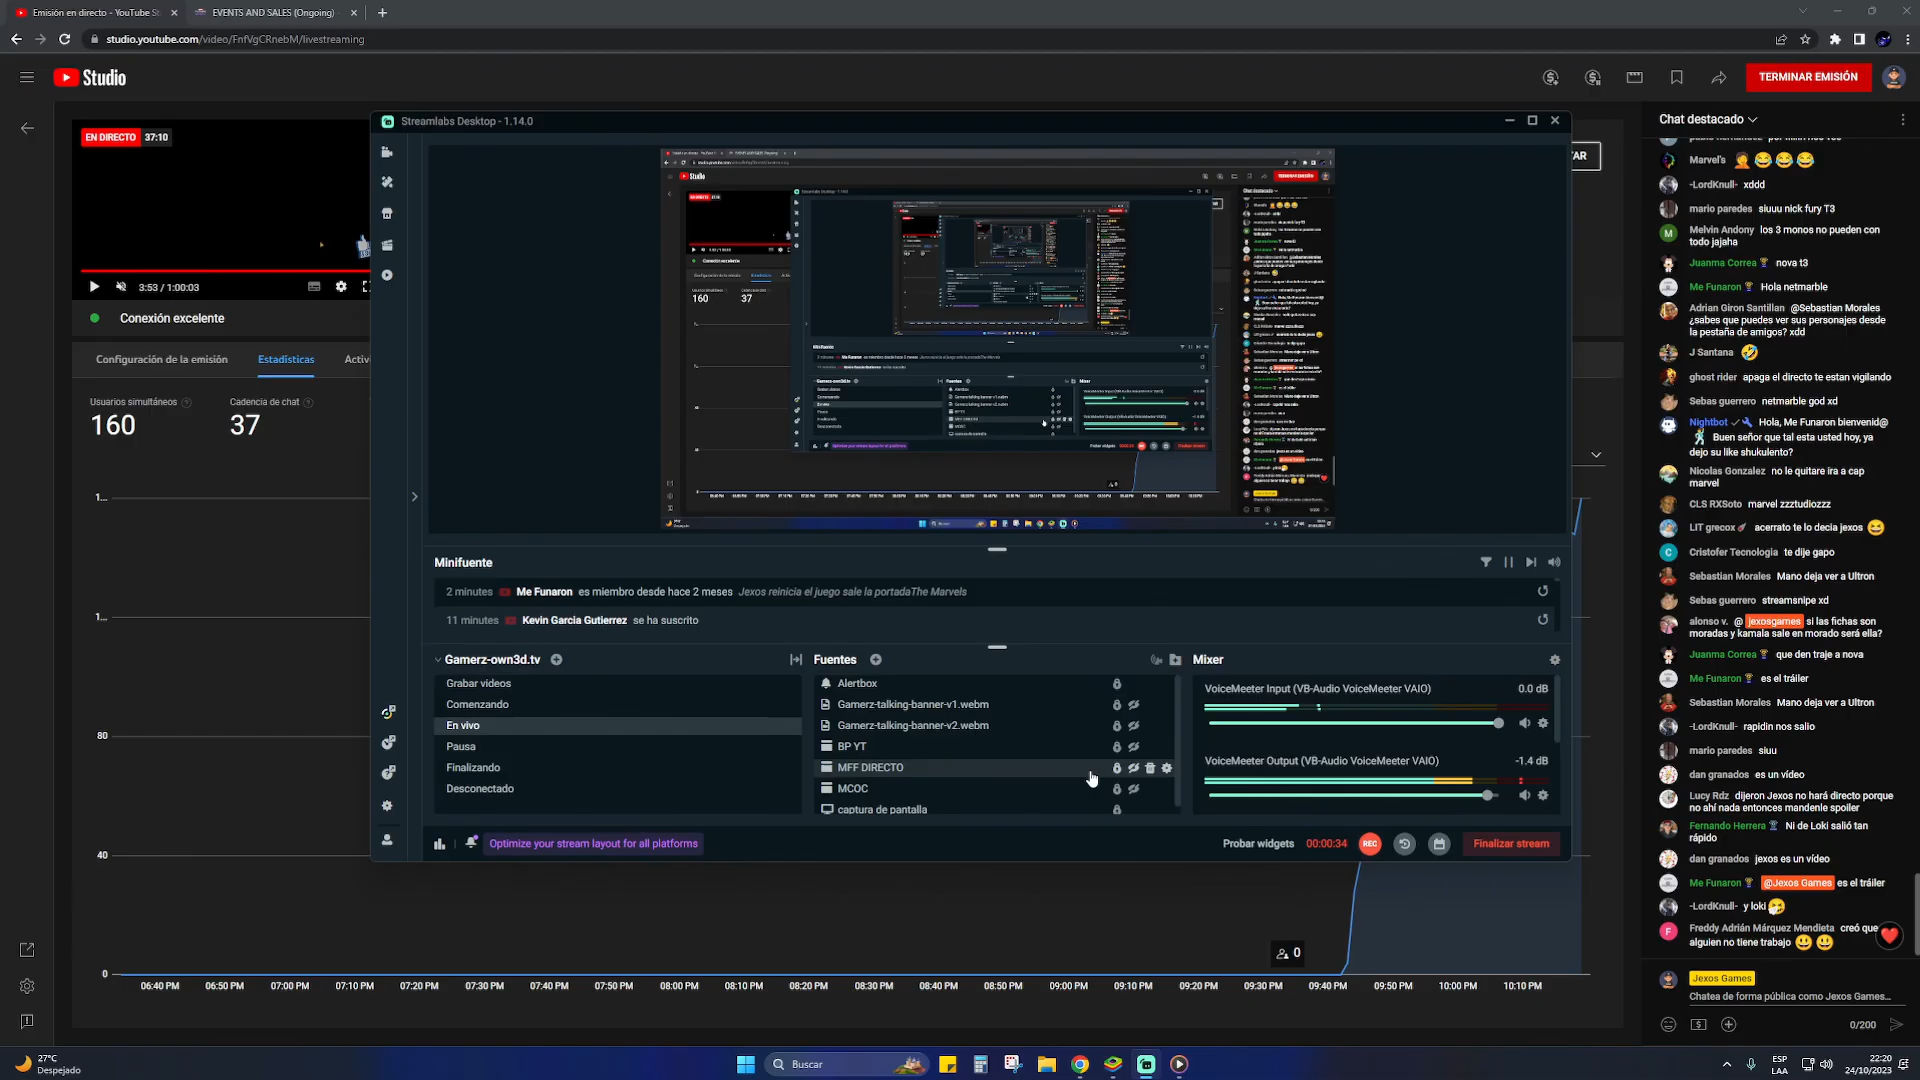 Emisión en directo - YouTube St
EVENTS AND SALES (Ongoing)
studio.youtube.com/video/FnfVgCRnebM/livestreaming
Studio
TERMINAR EMISIÓN
EN DIRECTO 37:10
3:53 / 1:00:03
Conexión excelente
Configuración de la emisión
Estadísticas
Activi
Usuarios simultáneos
160
Cadencia de chat
37
TAR
1...
1...
80
40
0
0
06:40 PM 06:50 PM 07:00 PM 07:10 PM 07:20 PM 07:30 PM 07:40 PM 07:50 PM 08:00 PM 08:10 PM 08:20 PM 08:30 PM 08:40 PM 08:50 PM 09:00 PM 09:10 PM 09:20 PM 09:30 PM 09:40 PM 09:50 PM 10:00 PM 10:10 PM
Streamlabs Desktop - 1.14.0
Minifuente
2 minutes Me Funaron es miembro desde hace 2 meses Jexos reinicia el juego sale la portadaThe Marvels
11 minutes Kevin Garcia Gutierrez se ha suscrito
Gamerz-own3d.tv
Grabar videos
Comenzando
En vivo
Pausa
Finalizando
Desconectado
Fuentes
Alertbox
Gamerz-talking-banner-v1.webm
Gamerz-talking-banner-v2.webm
BP YT
MFF DIRECTO
MCOC
captura de pantalla
Mixer
VoiceMeeter Input (VB-Audio VoiceMeeter VAIO) 0.0 dB
VoiceMeeter Output (VB-Audio VoiceMeeter VAIO) -1.4 dB
Optimize your stream layout for all platforms
Probar widgets 00:00:34 REC Finalizar stream
Chat destacado
Marvel's
-LordKnull- xddd
mario paredes siuuu nick fury T3
Melvin Andony los 3 monos no pueden con
todo jajaha
Juanma Correa nova t3
Me Funaron Hola netmarble
Adrian Giron Santillan @Sebastian Morales
¿sabes que puedes ver sus personajes desde
la pestaña de amigos? xdd
J Santana
ghost rider apaga el directo te estan vigilando
Sebas guerrero netmarble god xd
Nightbot Hola, Me Funaron bienvenid@
Buen señor que tal esta usted hoy, ya
dejo su like shukulento?
Nicolas Gonzalez no le quitare ira a cap
marvel
CLS RXSoto marvel zzztudiozzz
LIT grecox acerrato te lo decia jexos
Cristofer Tecnologia te dije gapo
Sebastian Morales Mano deja ver a Ultron
Sebas guerrero streamsnipe xd
alonso v. @ jexosgames si las fichas son
moradas y kamala sale en morado será ella?
Juanma Correa que den traje a nova
Me Funaron es el tráiler
Sebastian Morales Mano deja ver a Ultron
-LordKnull- rapidin nos salio
mario paredes siuu
dan granados es un vídeo
Lucy Rdz dijeron Jexos no hará directo porque
no ahí nada entonces mandenle spoiler
Fernando Herrera Ni de Loki salió tan
rápido
dan granados jexos es un vídeo
Me Funaron @Jexos Games es el tráiler
-LordKnull- y loki
Freddy Adrián Márquez Mendieta creó que
alguien no tiene trabajo
Jexos Games
Chatea de forma pública como Jexos Games...
0/200
27°C
Despejado
Buscar
ESP
LAA
22:20
24/10/2023